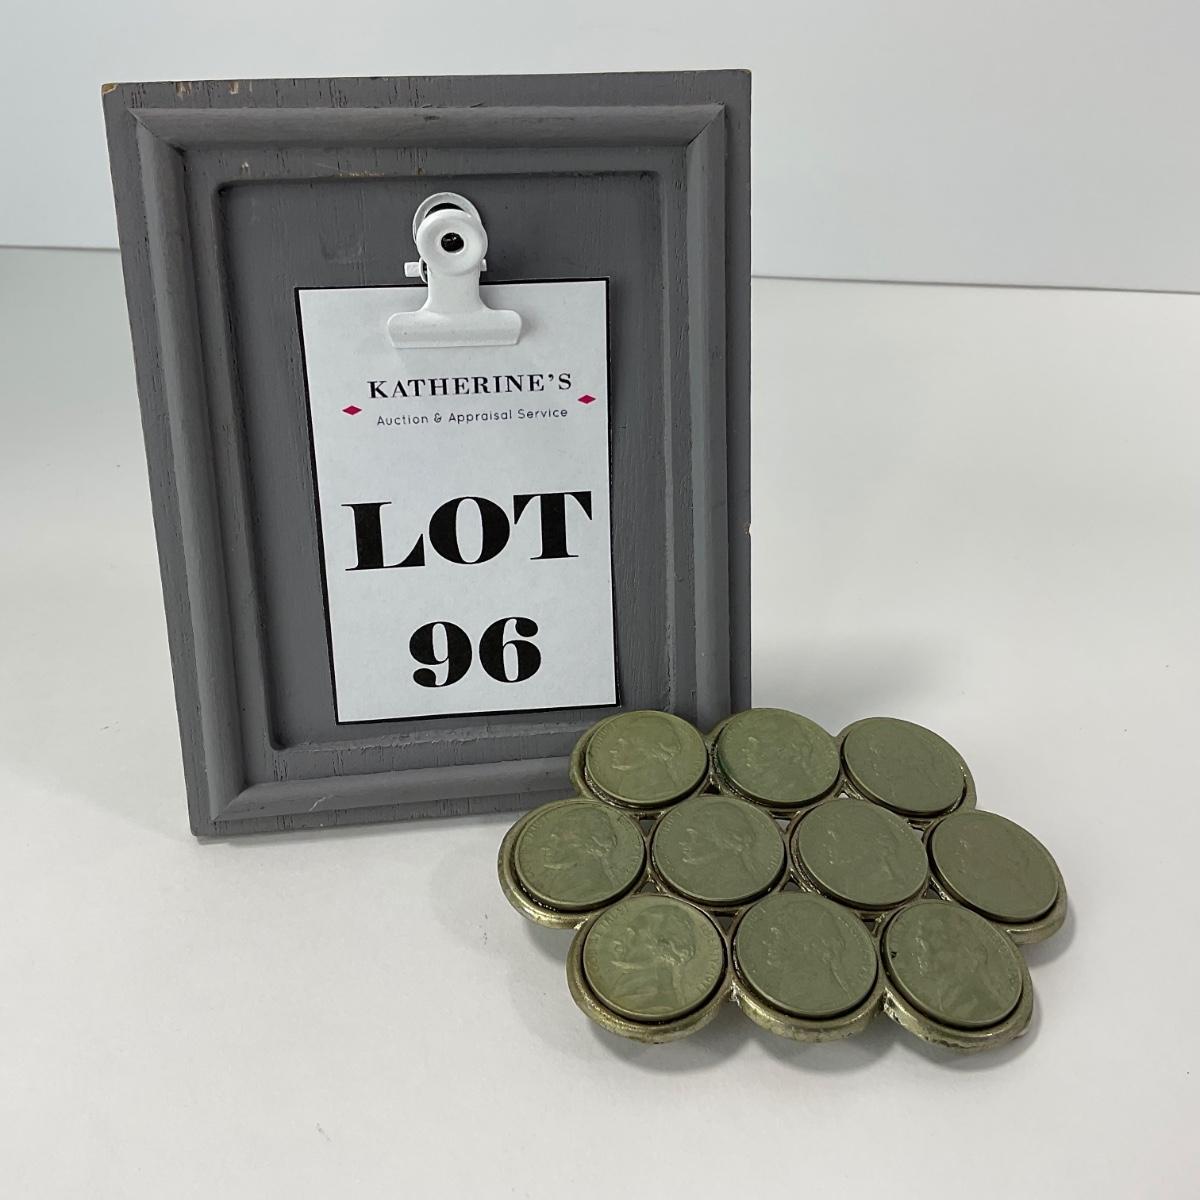 KATHERINE'S
Auction & Appraisal Service
LOT
96